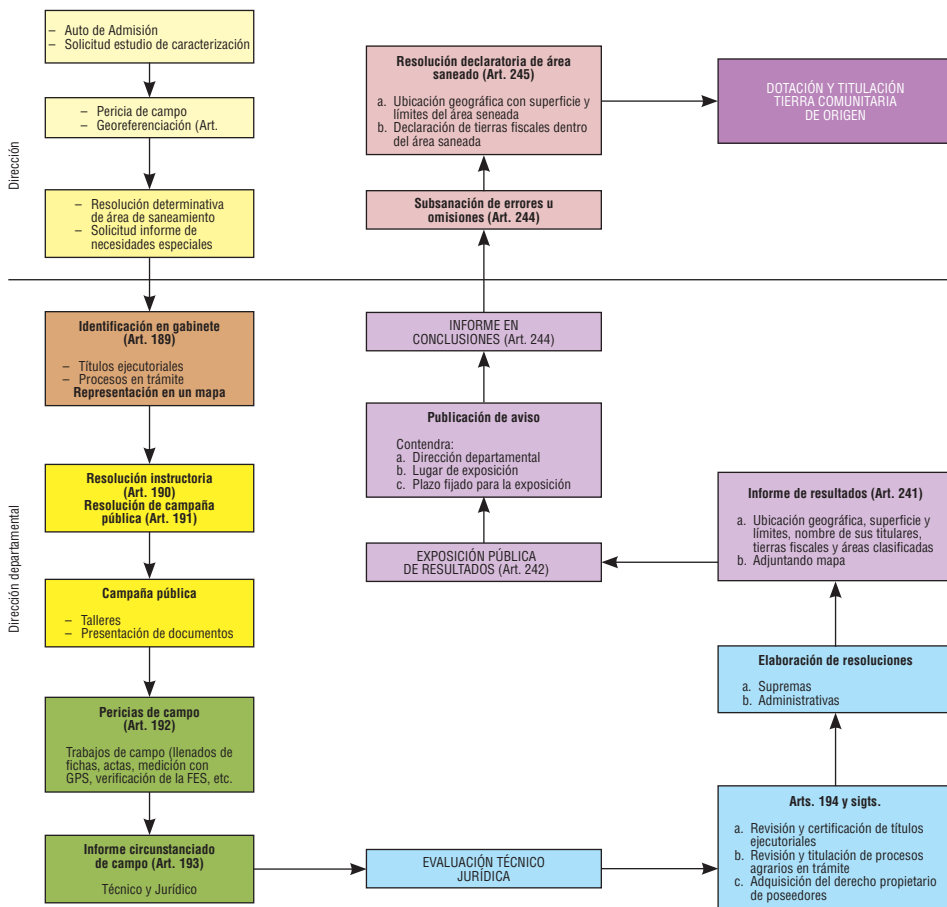 – Auto de Admisión
– Solicitud estudio de caracterización
– Pericia de campo
– Georeferenciación (Art.
– Resolución determinativa
de área de saneamiento
– Solicitud informe de
necesidades especiales
Dirección
Identificación en gabinete
(Art. 189)
– Títulos ejecutoriales
– Procesos en trámite
Representación en un mapa
Resolución instructoria
(Art. 190)
Resolución de campaña
pública (Art. 191)
Campaña pública
– Talleres
– Presentación de documentos
Pericias de campo
(Art. 192)
Trabajos de campo (llenados de
fichas, actas, medición con
GPS, verificación de la FES, etc.
Informe circunstanciado
de campo (Art. 193)
Técnico y Jurídico
Dirección departamental
EVALUACIÓN TÉCNICO
JURÍDICA
Arts. 194 y sigts.
a. Revisión y certificación de títulos
ejecutoriales
b. Revisión y titulación de procesos
agrarios en trámite
c. Adquisición del derecho propietario
de poseedores
Elaboración de resoluciones
a. Supremas
b. Administrativas
Informe de resultados (Art. 241)
a. Ubicación geográfica, superficie y
límites, nombre de sus titulares,
tierras fiscales y áreas clasificadas
b. Adjuntando mapa
EXPOSICIÓN PÚBLICA
DE RESULTADOS (Art. 242)
Publicación de aviso
Contendra:
a. Dirección departamental
b. Lugar de exposición
c. Plazo fijado para la exposición
INFORME EN
CONCLUSIONES (Art. 244)
Subsanación de errores u
omisiones (Art. 244)
Resolución declaratoria de área
saneado (Art. 245)
a. Ubicación geográfica con superficie y
límites del área seneada
b. Declaración de tierras fiscales dentro
del área saneada
DOTACIÓN Y TITULACIÓN
TIERRA COMUNITARIA
DE ORIGEN